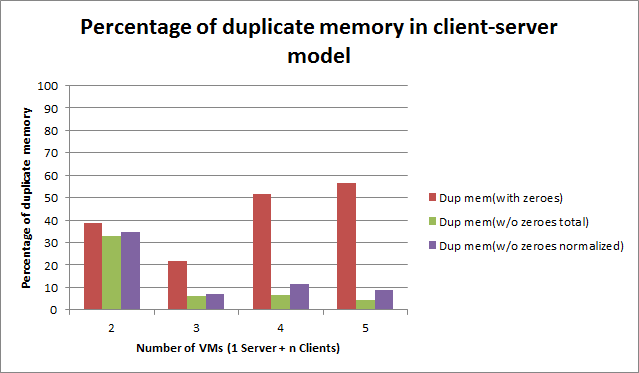 Percentage of duplicate memory in client-server
model
Percentage of duplicate memory
100
90
80
70
60
50
40
30
20
10
0
2
3
4
5
Number of VMs (1 Server + n Clients)
Dup mem(with zeroes)
Dup mem(w/o zeroes total)
Dup mem(w/o zeroes normalized)